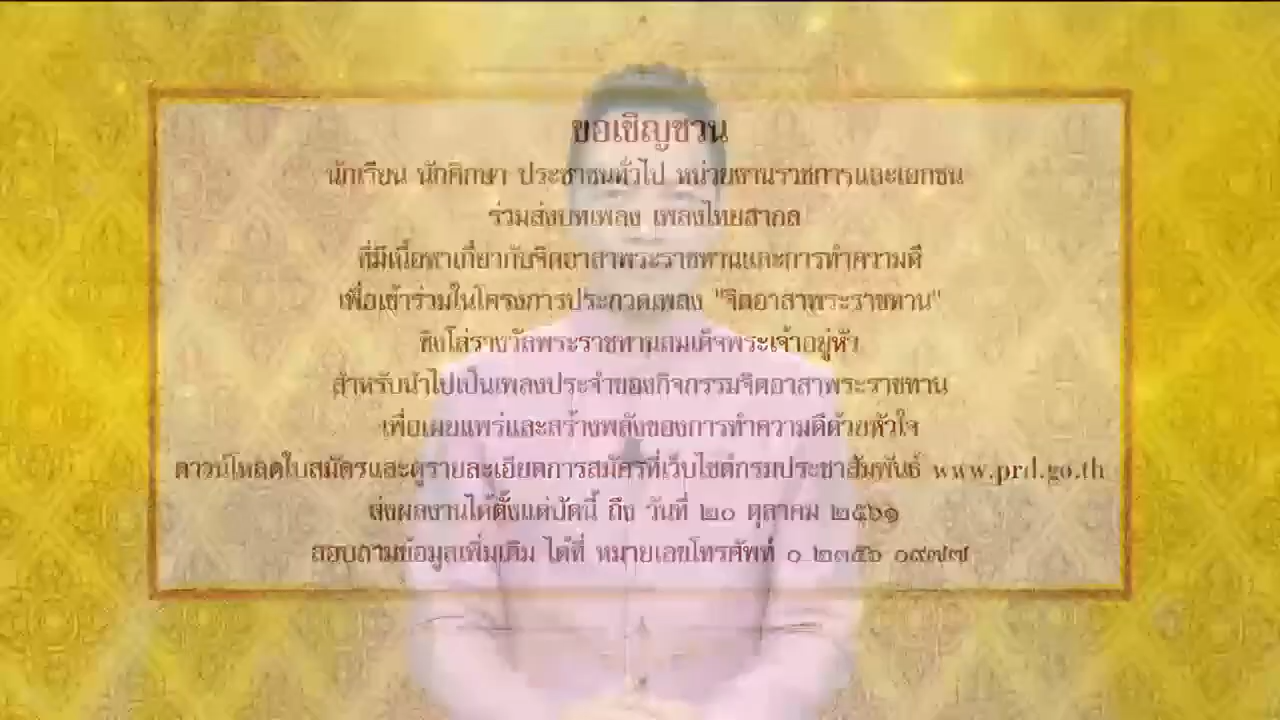 ขอเชิญชวน
นักเรียน นักศึกษา ประชาชนทั่วไป หน่วยงานราชการและเอกชน
ร่วมส่งบทเพลง เพลงไทยสากล
ที่มีเนื้อหาเกี่ยวกับจิตอาสาพระราชทานและการทำความดี
เพื่อเข้าร่วมในโครงการประกวดเพลง "จิตอาสาพระราชทาน"
ชิงโล่รางวัลพระราชทานสมเด็จพระเจ้าอยู่หัว
สำหรับนำไปเป็นเพลงประจำของกิจกรรมจิตอาสาพระราชทาน
เพื่อเผยแพร่และสร้างพลังของการทำความดีด้วยหัวใจ
ดาวน์โหลดใบสมัครและดูรายละเอียดการสมัครที่เว็บไซต์กรมประชาสัมพันธ์ www.prd.go.th
ส่งผลงานได้ตั้งแต่บัดนี้ ถึง วันที่ ๒๐ ตุลาคม ๒๕๖๑
สอบถามข้อมูลเพิ่มเติม ได้ที่ หมายเลขโทรศัพท์ ๐ ๒๓๕๖ ๐๙๗๗